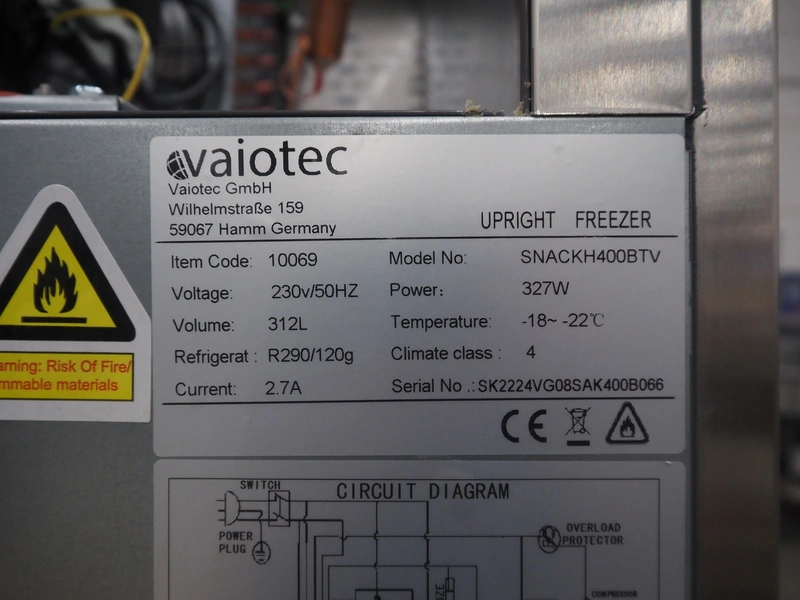 vaiotec
Vaiotec GmbH
Wilhelmstraße 159
59067 Hamm Germany
UPRIGHT FREEZER
Item Code: 10069
Model No: SNACKH400BTV
Voltage: 230v/50HZ
Power: 327W
Volume: 312L
Temperature: -18~ -22℃
Refrigerat : R290/120g
Climate class : 4
Current: 2.7A
Serial No .: SK2224VG08SAK400B066
CE
arning: Risk Of Fire/
mmable materials
CIRCUIT DIAGRAM
SWITCH
POWER
PLUG
OVERLOAD
PROTECTOR
COMPRESSOR